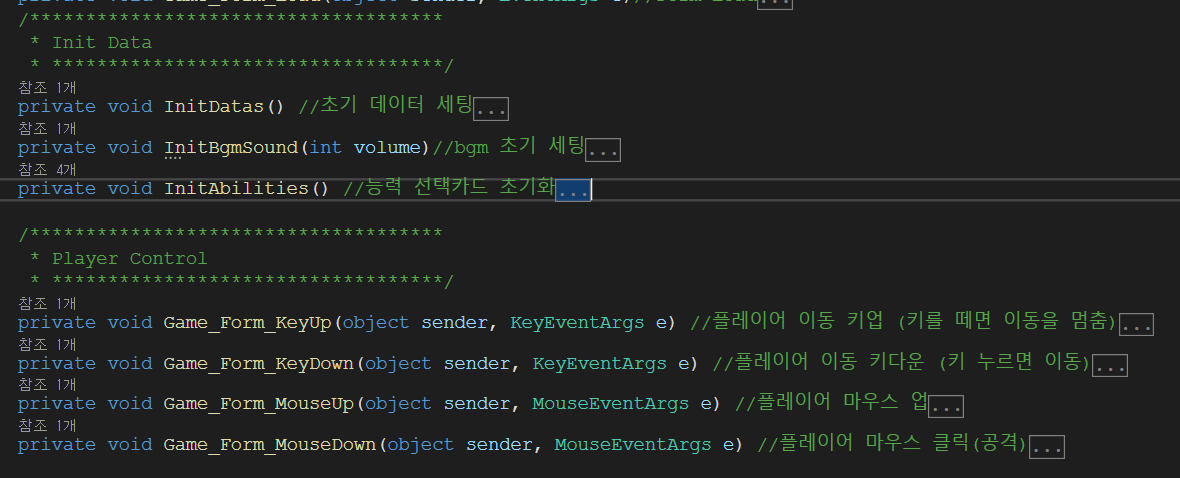 /*************************************
* Init Data
* ***********************************/
참조 1개
private void InitDatas() //초기 데이터 세팅...
참조 1개
private void InitBgmSound(int volume)//bgm 초기 세팅...
참조 4개
private void InitAbilities() //능력 선택카드 초기화...
/*************************************
* Player Control
* ***********************************/
참조 1개
private void Game_Form_KeyUp(object sender, KeyEventArgs e) //플레이어 이동 키업 (키를 떼면 이동을 멈춤)...
참조 1개
private void Game_Form_KeyDown(object sender, KeyEventArgs e) //플레이어 이동 키다운 (키 누르면 이동)...
참조 1개
private void Game_Form_MouseUp(object sender, MouseEventArgs e) //플레이어 마우스 업...
참조 1개
private void Game_Form_MouseDown(object sender, MouseEventArgs e) //플레이어 마우스 클릭(공격)...